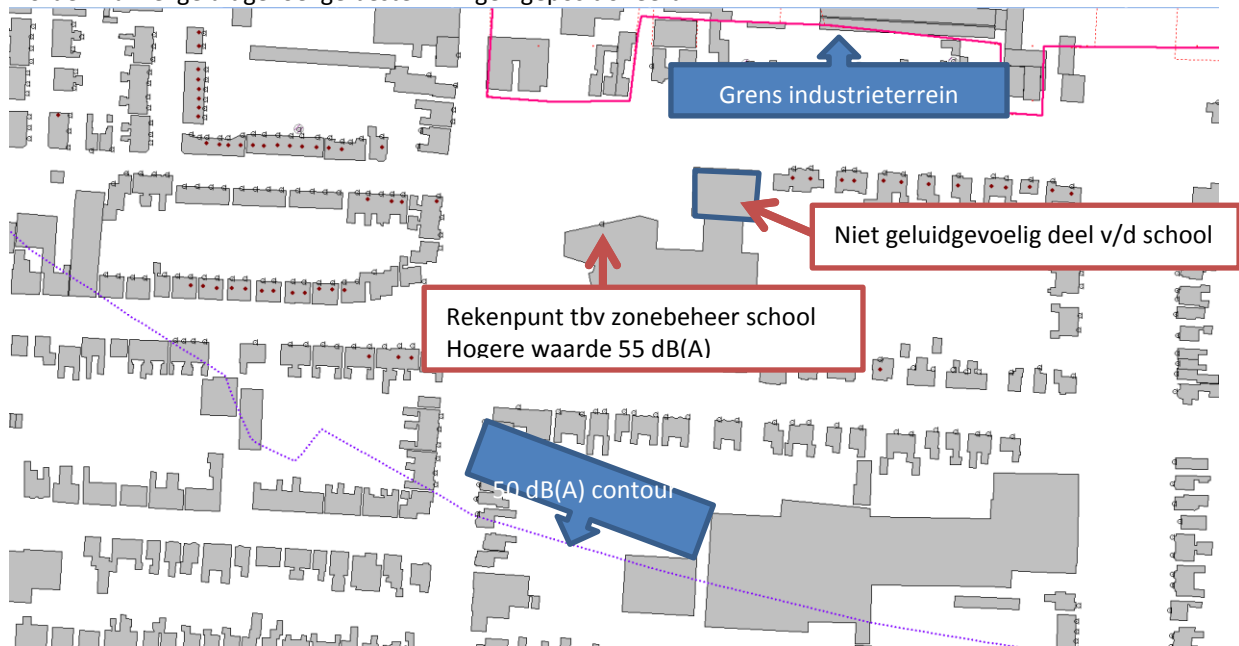 Grens industrieterrein
Niet geluidgevoelig deel v/d school
Rekenpunt tbv zonebeheer school
Hogere waarde 55 dB(A)
50 dB(A) contour